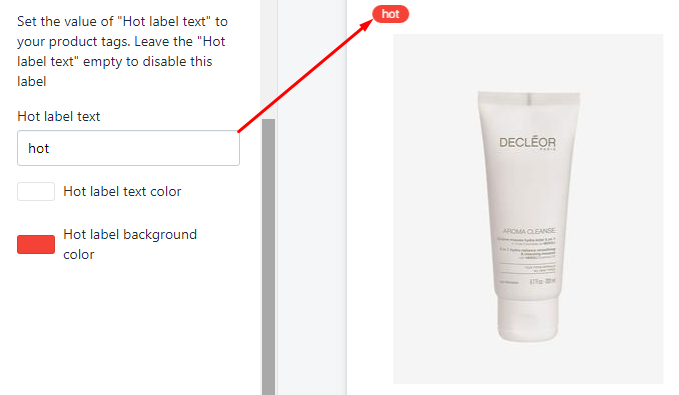 Set the value of "Hot label text" to
your product tags. Leave the "Hot
label text" empty to disable this
label
Hot label text
hot
Hot label text color
Hot label background
color
hot
DECLÉOR
PARIS
AROMA CLEANSE